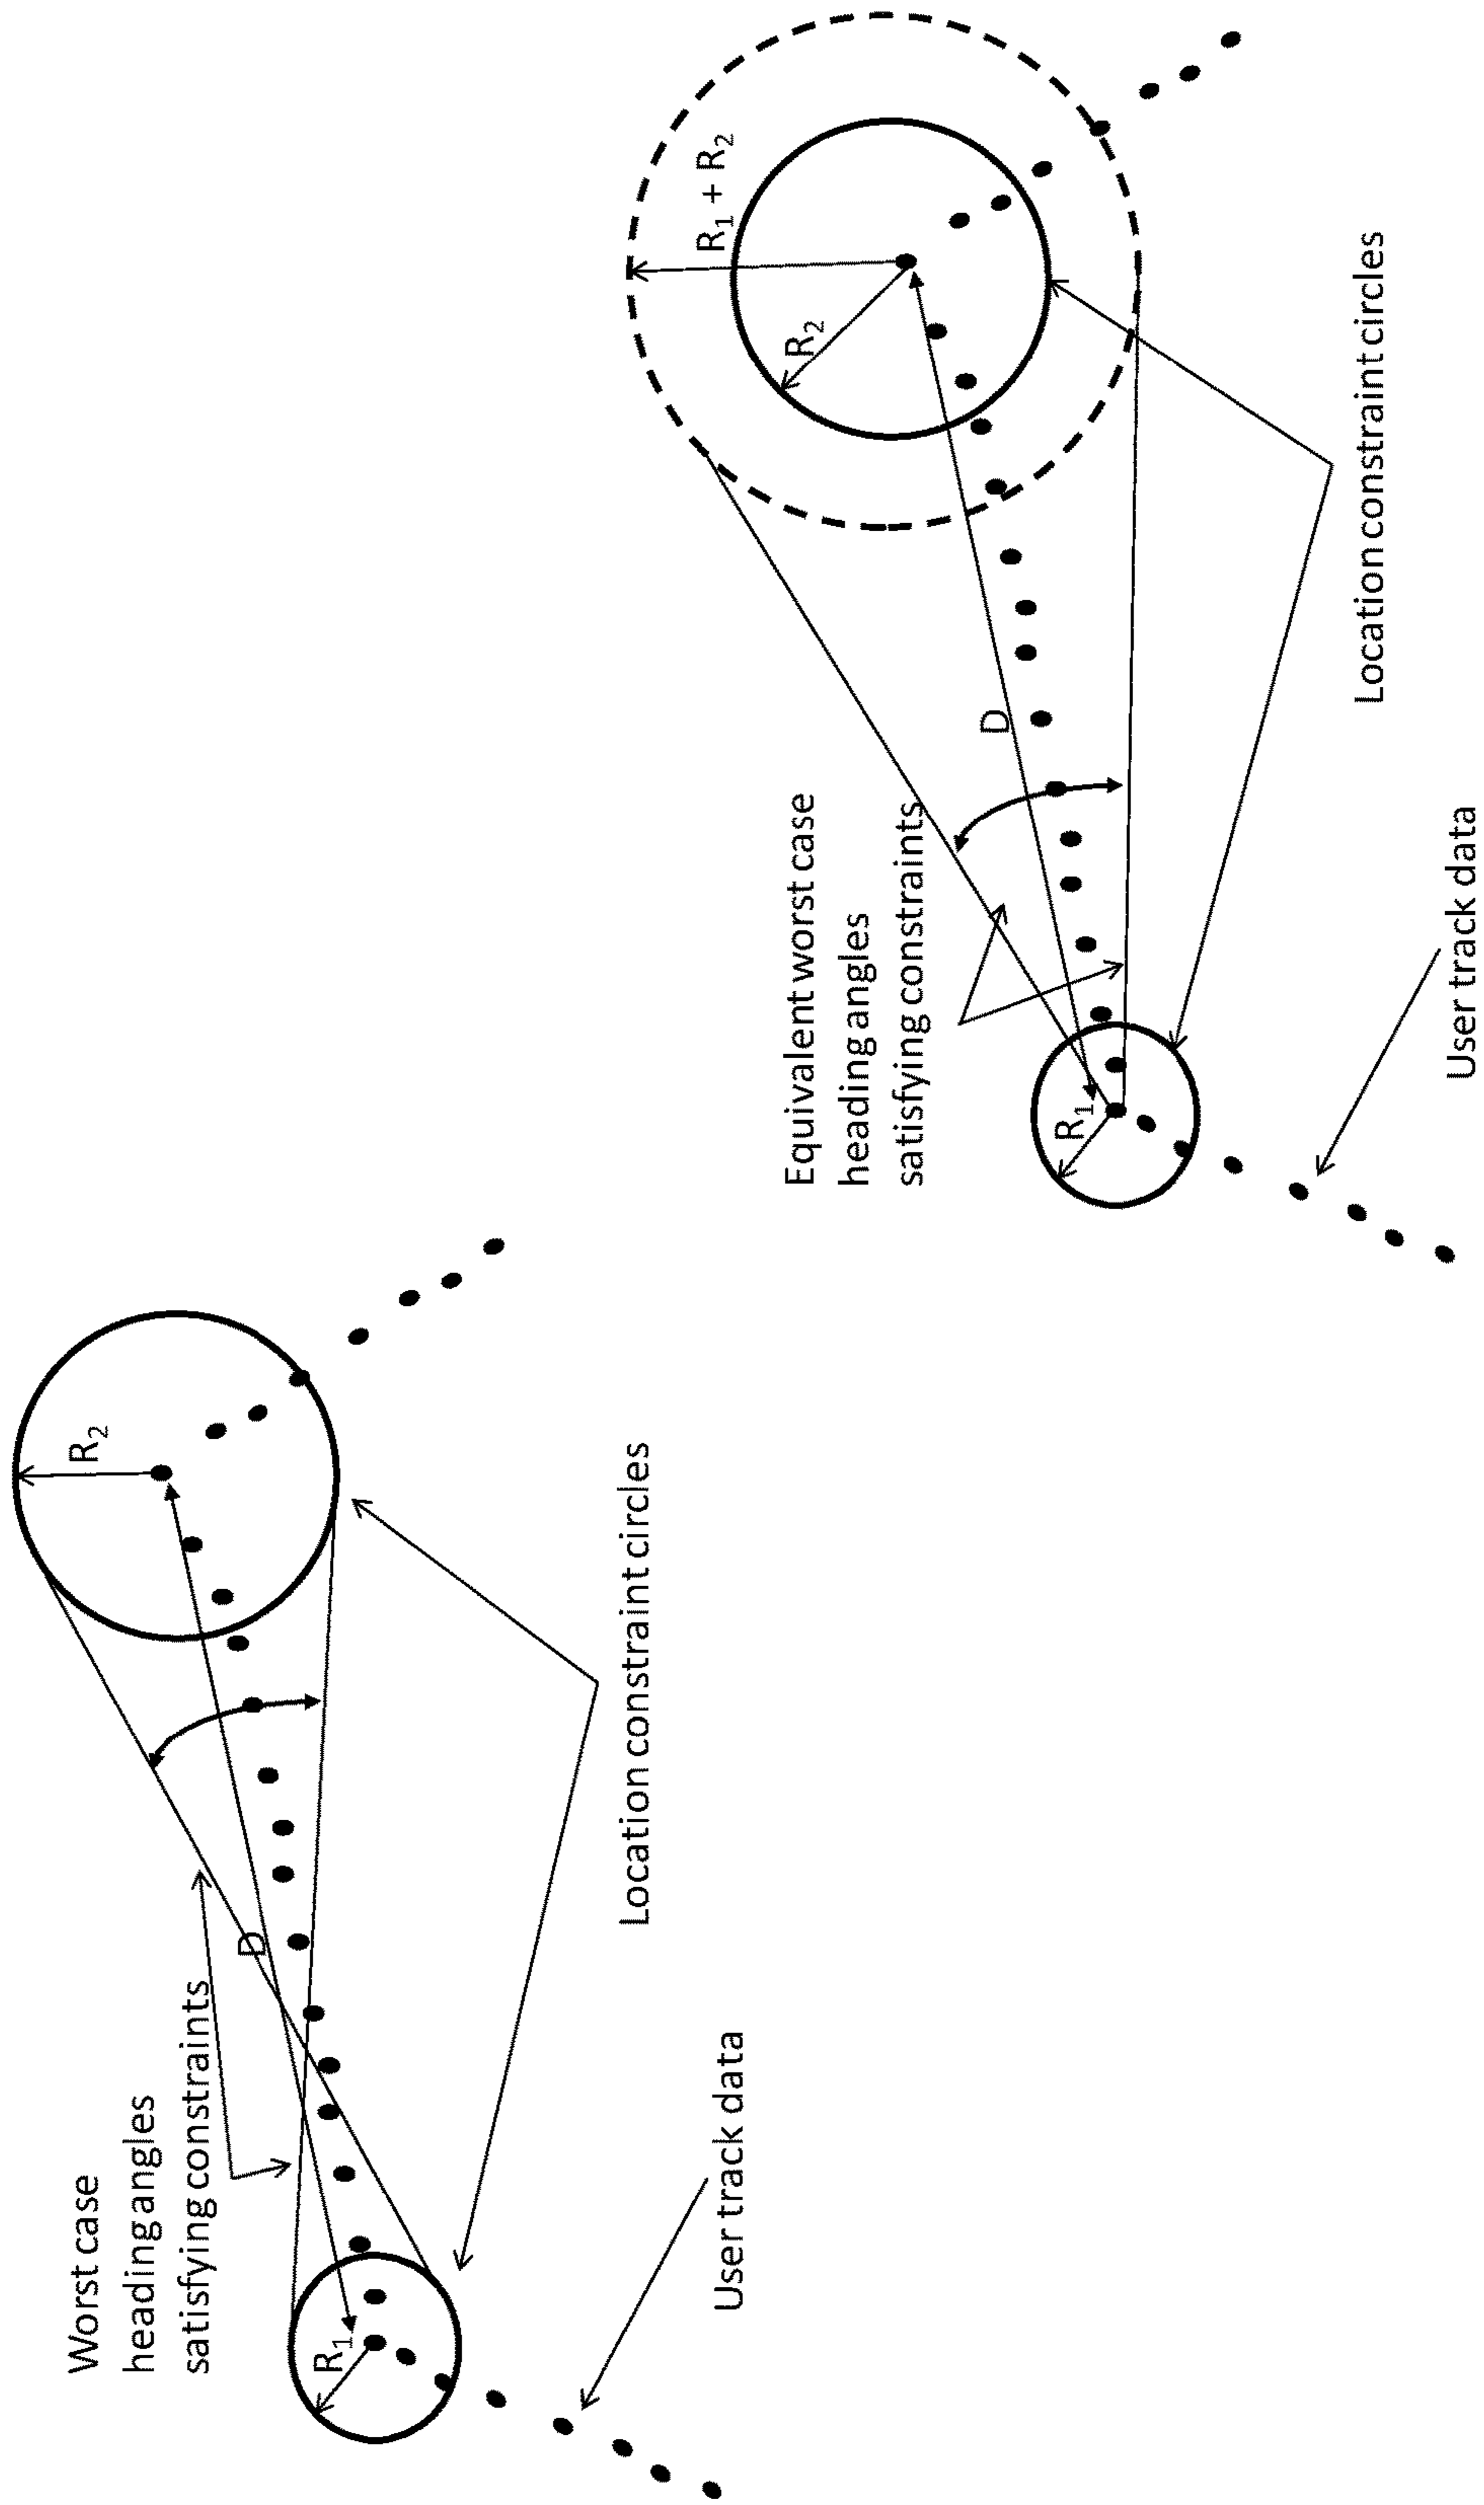 Worst case
heading angles
satisfying constraints
R1
D
R2
Location constraint circles
User track data
Equivalent worst case
heading angles
satisfying constraints
R1
D
R2
R1 + R2
Location constraint circles
User track data